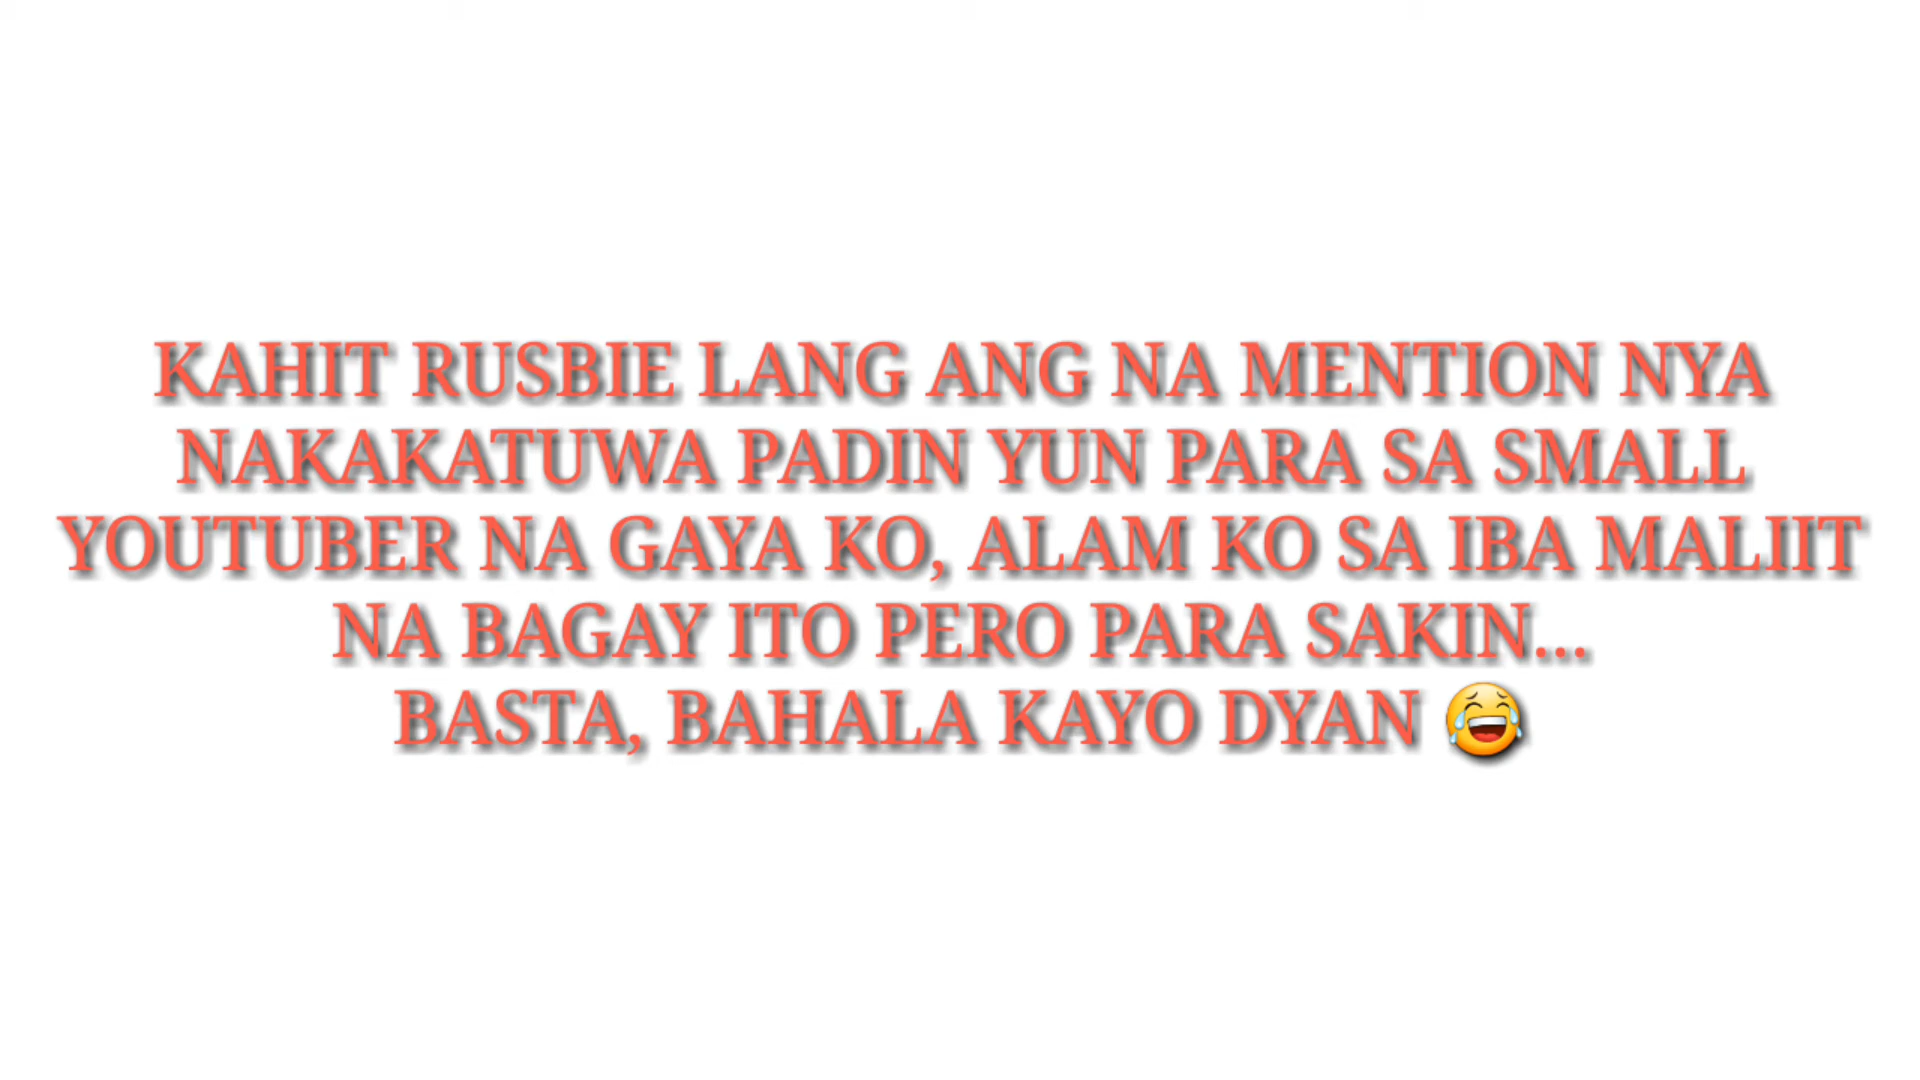 KAHIT RUSBIE LANG ANG NA MENTION NYA
NAKAKATUWA PADIN YUN PARA SA SMALL
YOUTUBER NA GAYA KO, ALAM KO SA IBA MALIIT
NA BAGAY ITO PERO PARA SAKIN...
BASTA, BAHALA KAYO DYAN 😂